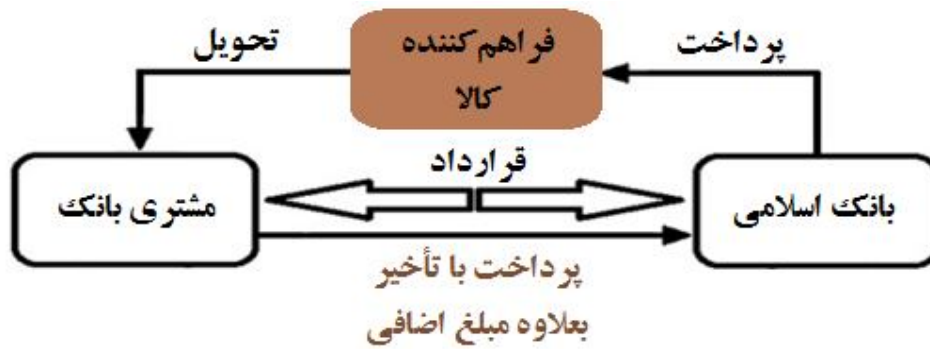 فراهم‌کننده
کالا
پرداخت
تحویل
قرارداد
بانک اسلامی
مشتری بانک
پرداخت با تأخیر
بعلاوه مبلغ اضافی